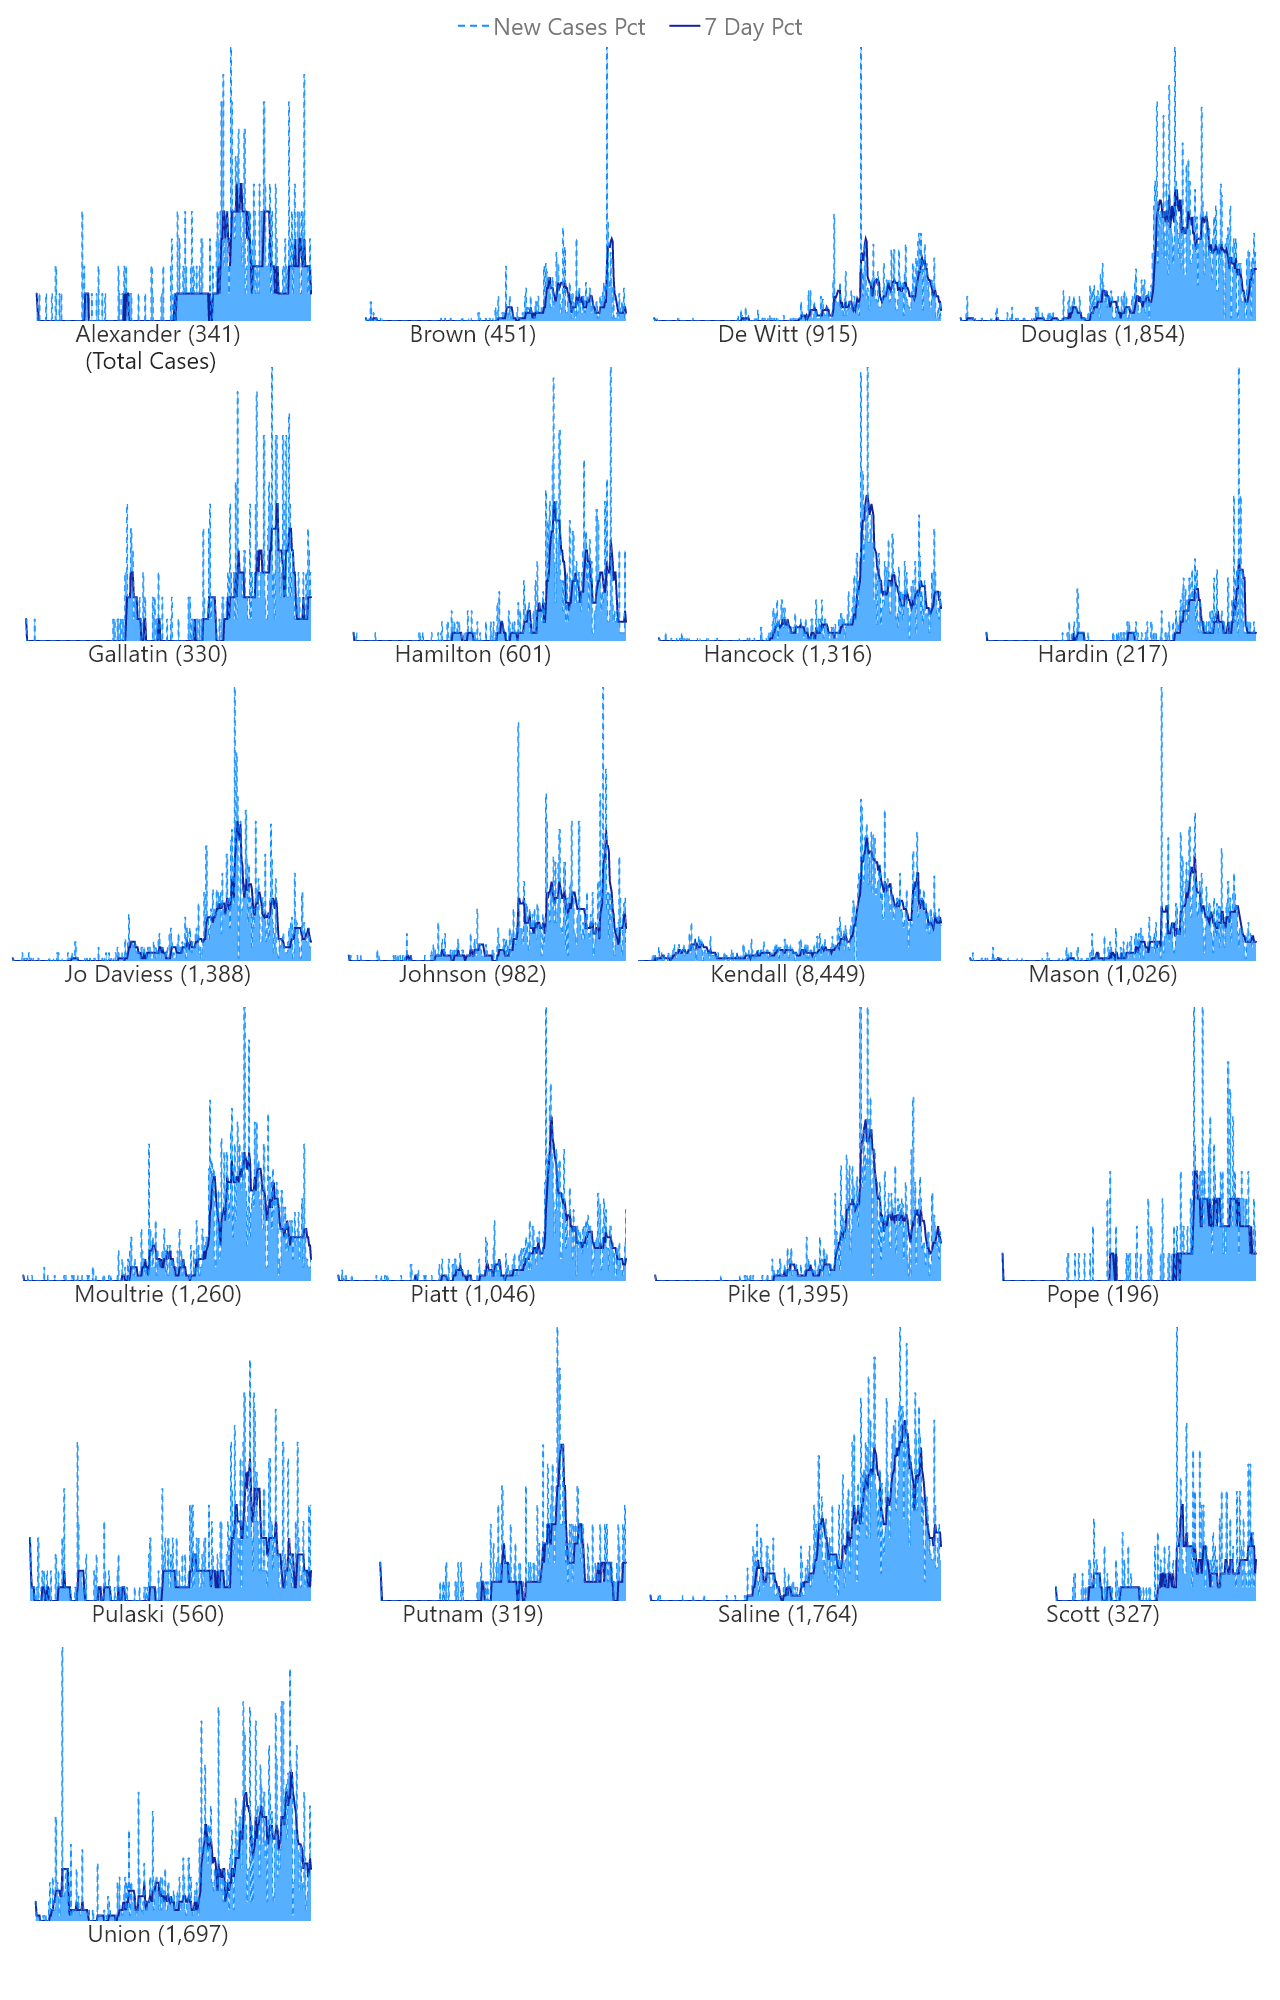 New Cases Pct 7 Day Pct
Alexander (341) Brown (451) De Witt (915) Douglas (1,854)
(Total Cases)
Gallatin (330) Hamilton (601) Hancock (1,316) Hardin (217)
Jo Daviess (1,388) Johnson (982) Kendall (8,449) Mason (1,026)
Moultrie (1,260) Piatt (1,046) Pike (1,395) Pope (196)
Pulaski (560) Putnam (319) Saline (1,764) Scott (327)
Union (1,697)